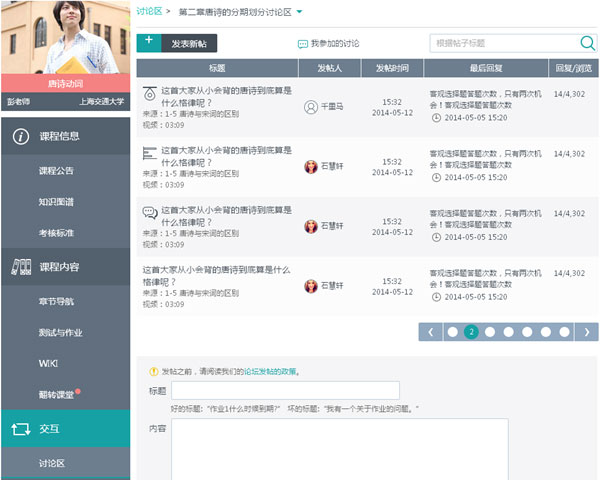 唐诗动词
彭老师 上海交通大学
课程信息
课程公告
知识图谱
考核标准
课程内容
章节导航
测试与作业
WIKI
翻转课堂
交互
讨论区
讨论区 > 第二章唐诗的分期划分讨论区
+ 发表新帖 我参加的讨论 根据帖子标题
标题 发帖人 发帖时间 最后回复 回复/浏览
这首大家从小会背的唐诗到底算是
什么格律呢？
来源：1-5 唐诗与宋词的区别
视频：03:09
千里马
15:32
2014-05-12
客观选择题答题次数，只有两次机
会！客观选择题答题次数
2014-05-05 15:20
14/4,302
这首大家从小会背的唐诗到底算是
什么格律呢？
来源：1-5 唐诗与宋词的区别
视频：03:09
石慧轩
15:32
2014-05-12
客观选择题答题次数，只有两次机
会！客观选择题答题次数
2014-05-05 15:20
14/4,302
这首大家从小会背的唐诗到底算是
什么格律呢？
来源：1-5 唐诗与宋词的区别
视频：03:09
石慧轩
15:32
2014-05-12
客观选择题答题次数，只有两次机
会！客观选择题答题次数
2014-05-05 15:20
14/4,302
这首大家从小会背的唐诗到底算是什么
格律呢？
来源：1-5 唐诗与宋词的区别
视频：03:09
石慧轩
15:32
2014-05-12
客观选择题答题次数，只有两次机
会！客观选择题答题次数
2014-05-05 15:20
14/4,302
2
发帖之前，请阅读我们的论坛发帖的政策。
标题
好的标题: "作业1什么时候到期?" 坏的标题: "我有一个关于作业的问题。"
内容